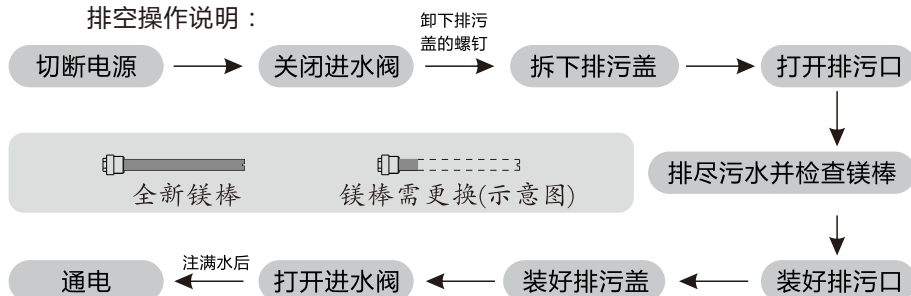 排空操作说明：
切断电源
关闭进水阀
卸下排污
盖的螺钉
拆下排污盖
打开排污口
排尽污水并检查镁棒
全新镁棒
镁棒需更换(示意图)
装好排污口
装好排污盖
打开进水阀
注满水后
通电